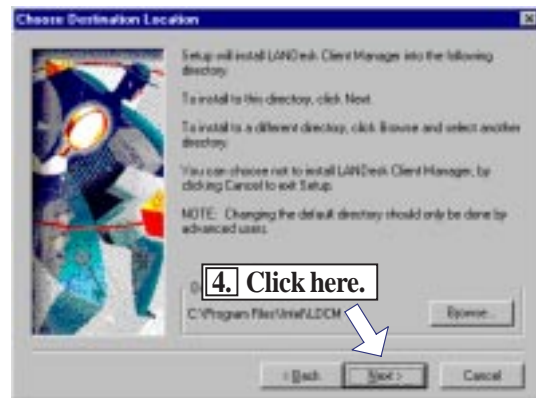 Choose Destination Location
Setup will install LANDesk Client Manager into the following
directory.
To install to this directory, click Next.
To install to a different directory, click Browse and select another
directory.
You can choose not to install LANDesk Client Manager, by
clicking Cancel to exit Setup.
NOTE: Changing the default directory should only be done by
advanced users.
4. Click here.
C:\Program Files\Intel\LDCM
Browse...
< Back
Next >
Cancel